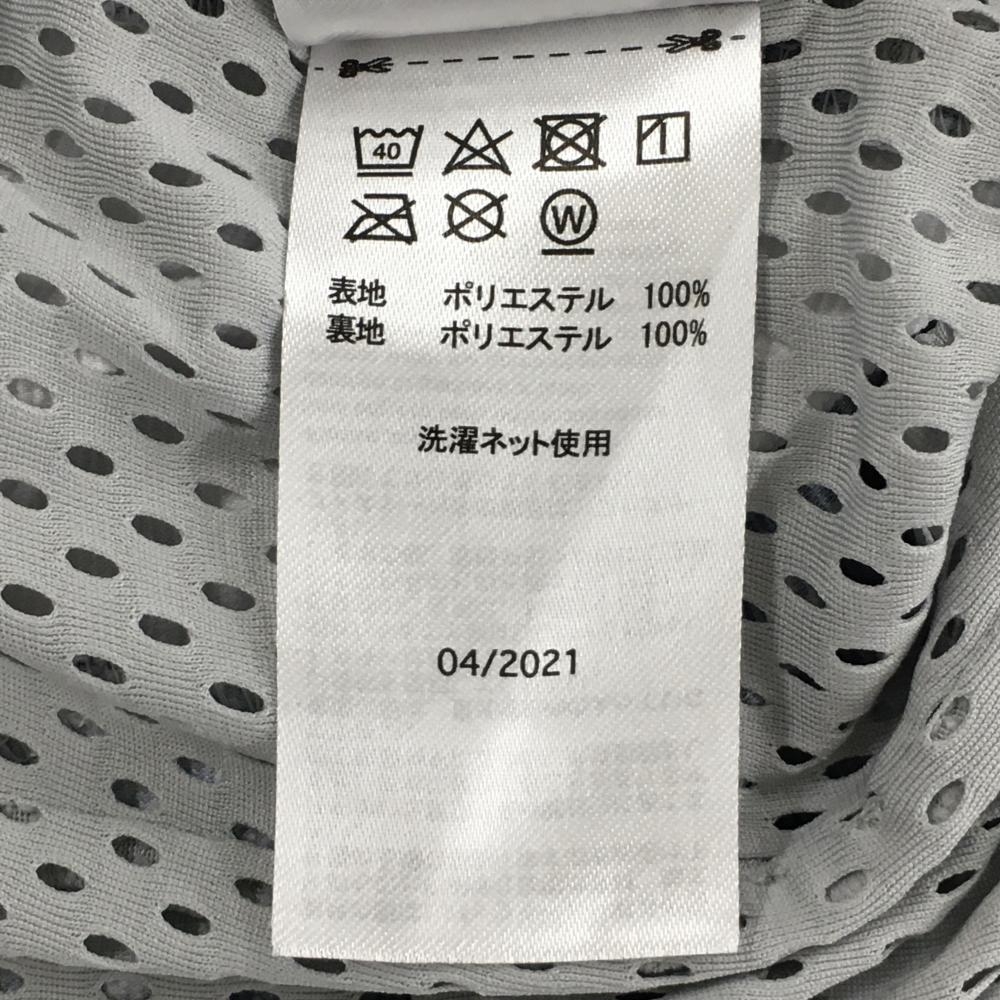 40
W
表地 ポリエステル 100%
裏地 ポリエステル 100%
洗濯ネット使用
04/2021